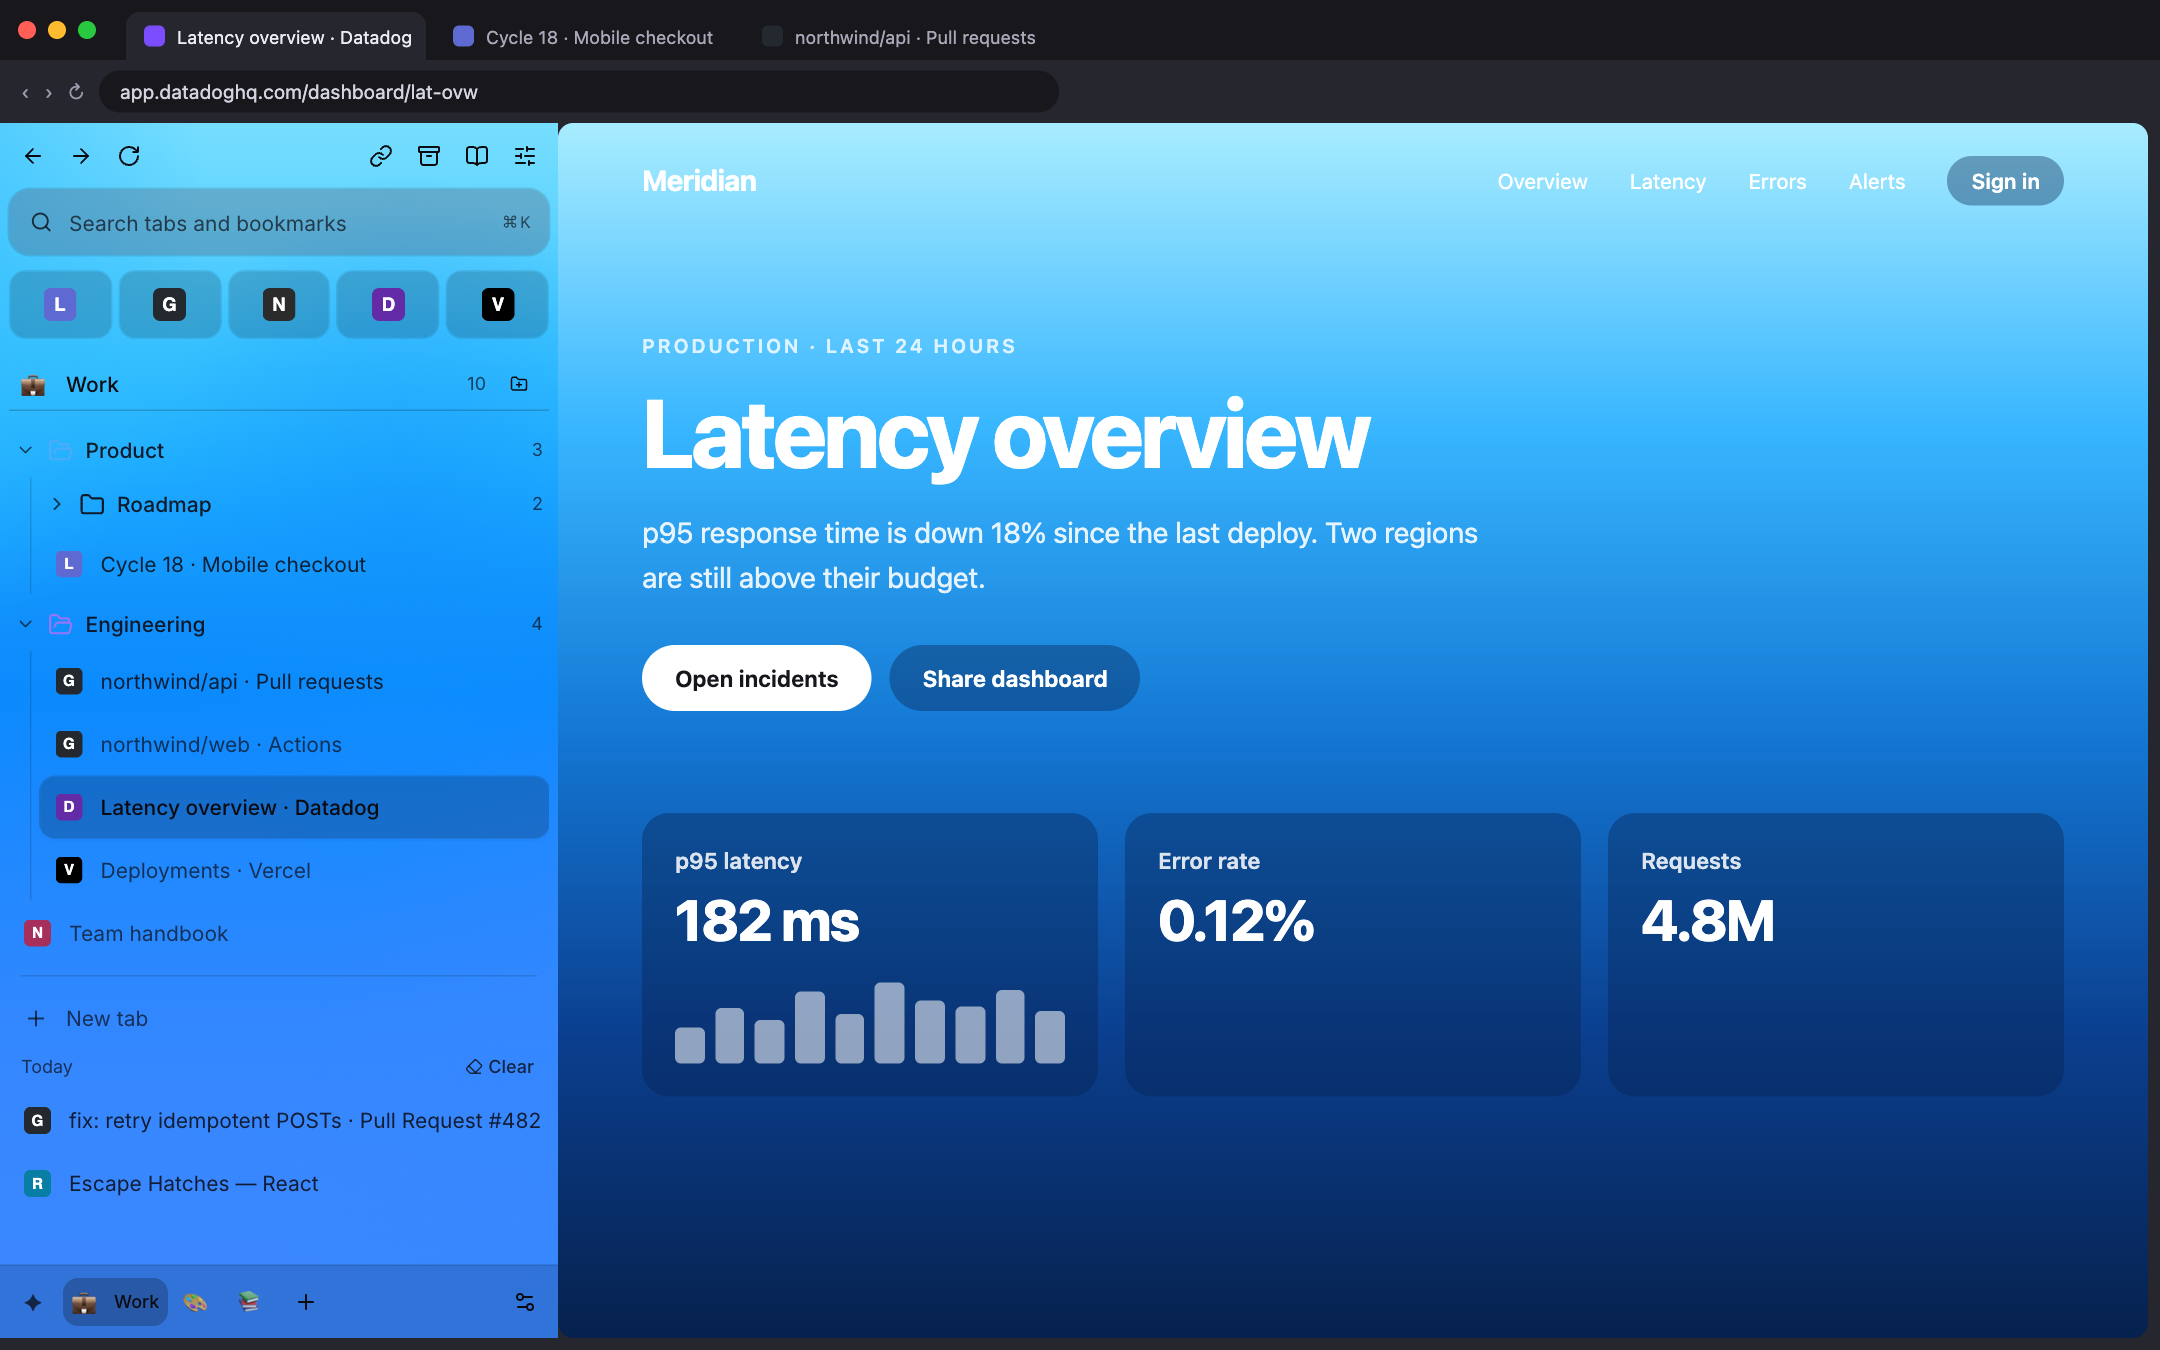 Latency overview · Datadog
Cycle 18 · Mobile checkout
northwind/api · Pull requests
app.datadoghq.com/dashboard/lat-ovw
Search tabs and bookmarks
⌘K
L
G
N
D
V
Work
10
Product
3
Roadmap
2
L
Cycle 18 · Mobile checkout
Engineering
4
G
northwind/api · Pull requests
G
northwind/web · Actions
D
Latency overview · Datadog
V
Deployments · Vercel
N
Team handbook
New tab
Today
Clear
G
fix: retry idempotent POSTs · Pull Request #482
R
Escape Hatches — React
Work
Meridian
Overview
Latency
Errors
Alerts
Sign in
PRODUCTION · LAST 24 HOURS
Latency overview
p95 response time is down 18% since the last deploy. Two regions
are still above their budget.
Open incidents
Share dashboard
p95 latency
182 ms
Error rate
0.12%
Requests
4.8M